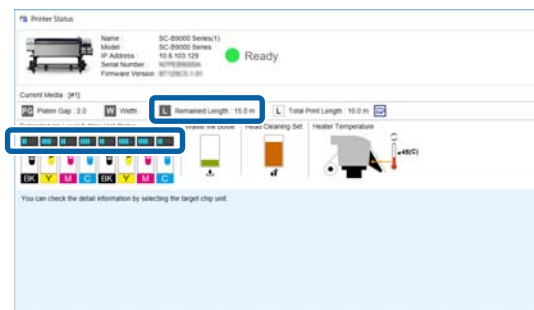 Printer Status
Name : SC-B9000 Series(1)
Model : SC-B9000 Series
IP Address : 10.6.103.129
Serial Number :
Firmware Version :
Ready
Current Media : [#1]
PG Platen Gap : 2.0 W Width : L Remained Length : 15.0 m L Total Print Length : 10.0 m
Waste Ink Bottle Head Cleaning Set Heater Temperature
45(C)
BK Y M C BK Y M C
You can check the detail information by selecting the target chip unit.